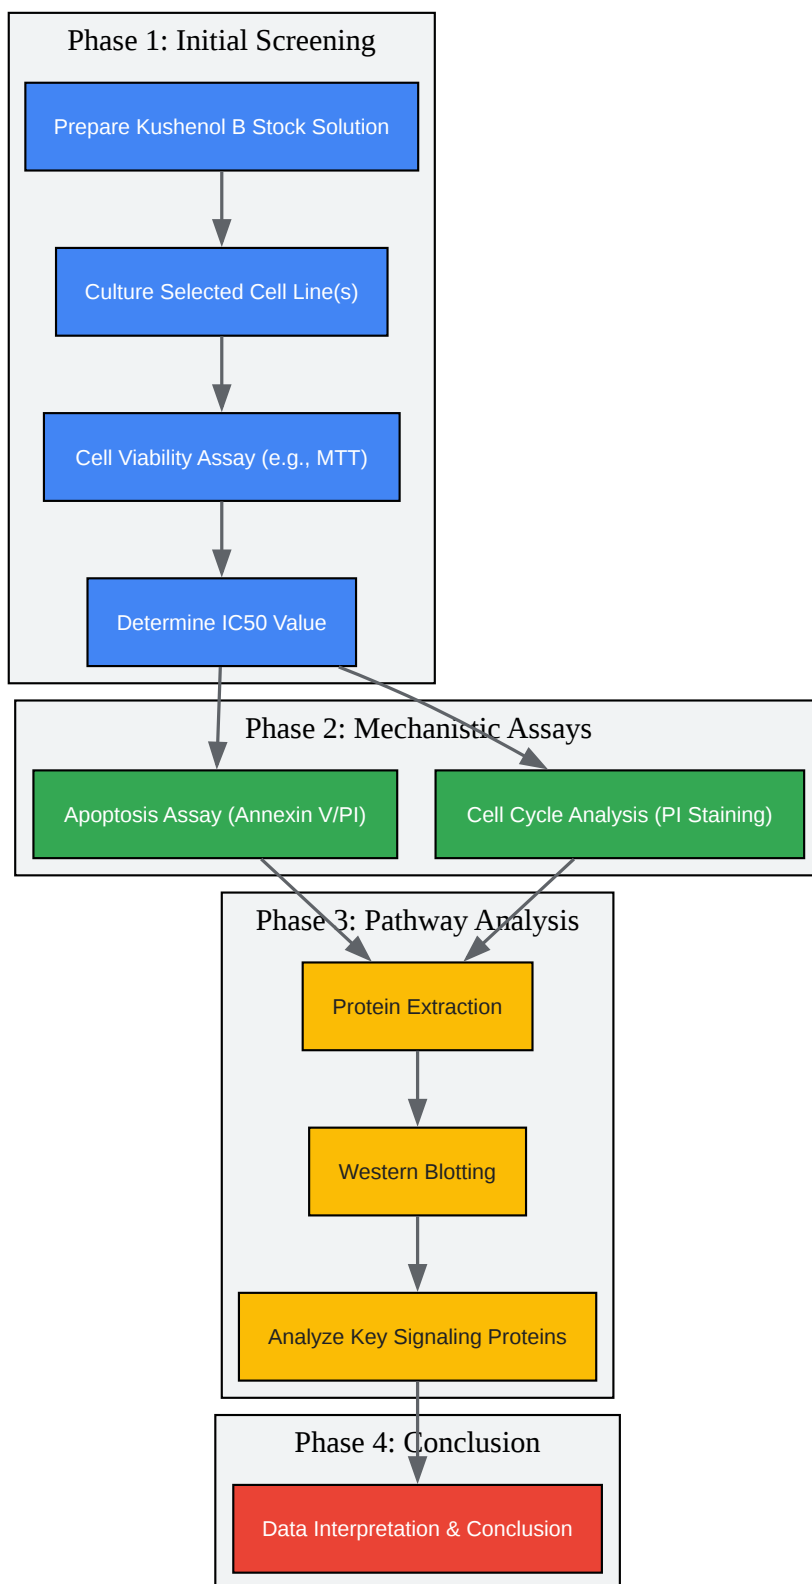 Phase 1: Initial Screening
Prepare Kushenol B Stock Solution
Culture Selected Cell Line(s)
Cell Viability Assay (e.g., MTT)
Determine IC50 Value
Phase 2: Mechanistic Assays
Apoptosis Assay (Annexin V/PI)
Cell Cycle Analysis (PI Staining)
Phase 3: Pathway Analysis
Protein Extraction
Western Blotting
Analyze Key Signaling Proteins
Phase 4: Conclusion
Data Interpretation & Conclusion